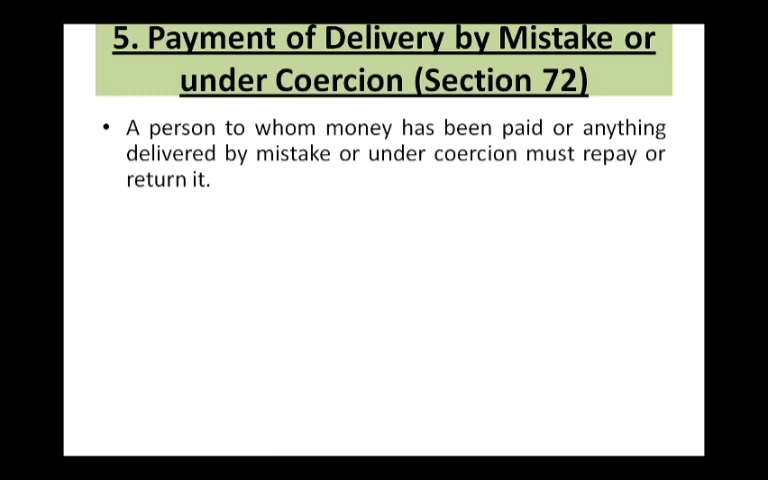 5. Payment of Delivery by Mistake or
under Coercion (Section 72)
• A person to whom money has been paid or anything
delivered by mistake or under coercion must repay or
return it.